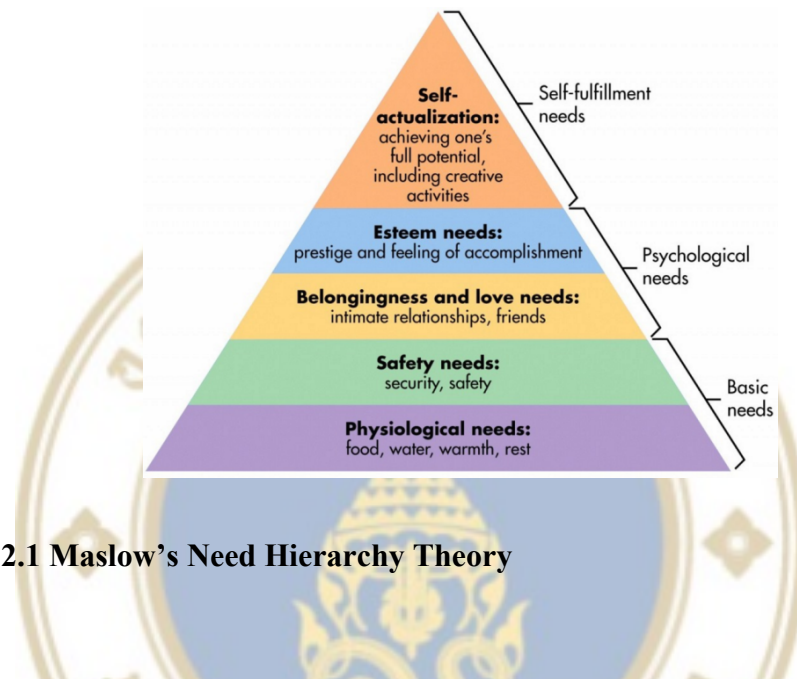 Self-
actualization:
achieving one's
full potential,
including creative
activities
Self-fulfillment
needs
Esteem needs:
prestige and feeling of accomplishment
Psychological
needs
Belongingness and love needs:
intimate relationships, friends
Safety needs:
security, safety
Basic
needs
Physiological needs:
food, water, warmth, rest
2.1 Maslow’s Need Hierarchy Theory